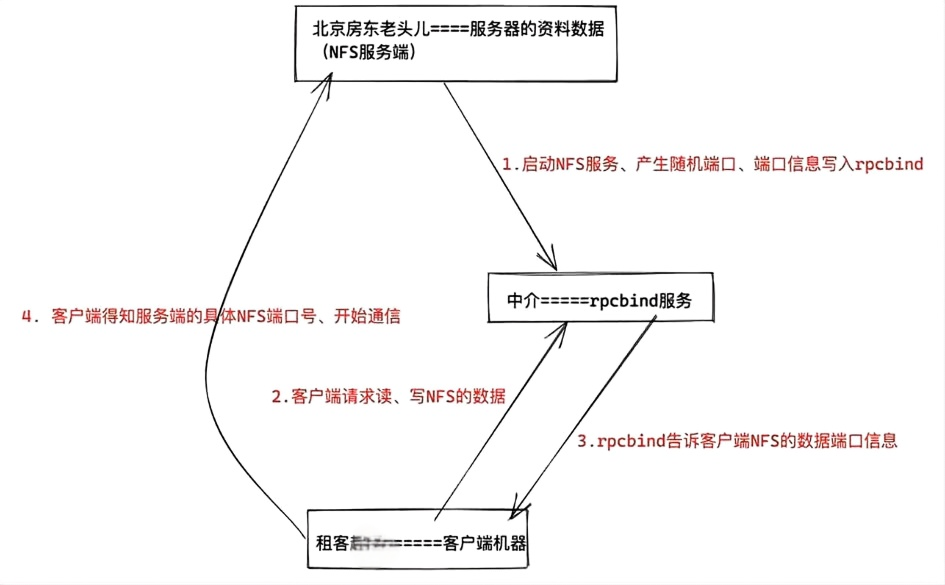 北京房东老头儿====服务器的资料数据
（NFS服务端）
1.启动NFS服务、产生随机端口、端口信息写入rpcbind
中介=====rpcbind服务
4. 客户端得知服务端的具体NFS端口号、开始通信
2.客户端请求读、写NFS的数据
3.rpcbind告诉客户端NFS的数据端口信息
租客======客户端机器